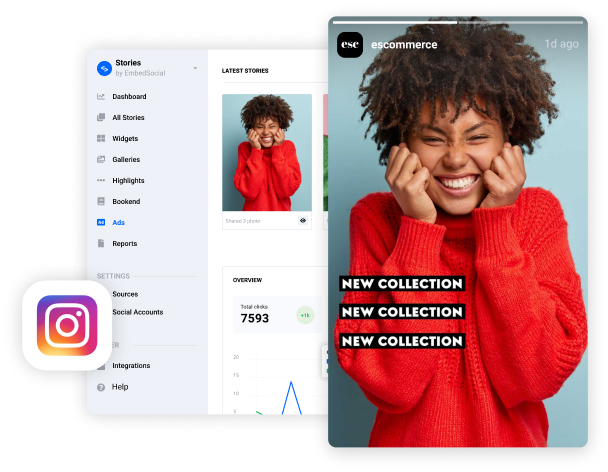 Stories
by EmbedSocial
Dashboard
All Stories
Widgets
Galleries
Highlights
Bookend
Ad Ads
Reports
SETTINGS
Sources
Social Accounts
ER
Integrations
Help
LATEST STORIES
Shared 3 photo
OVERVIEW
Total clicks
7593
+1k
20
15
10
5
esc escommerce 1d ago
NEW COLLECTION
NEW COLLECTION
NEW COLLECTION